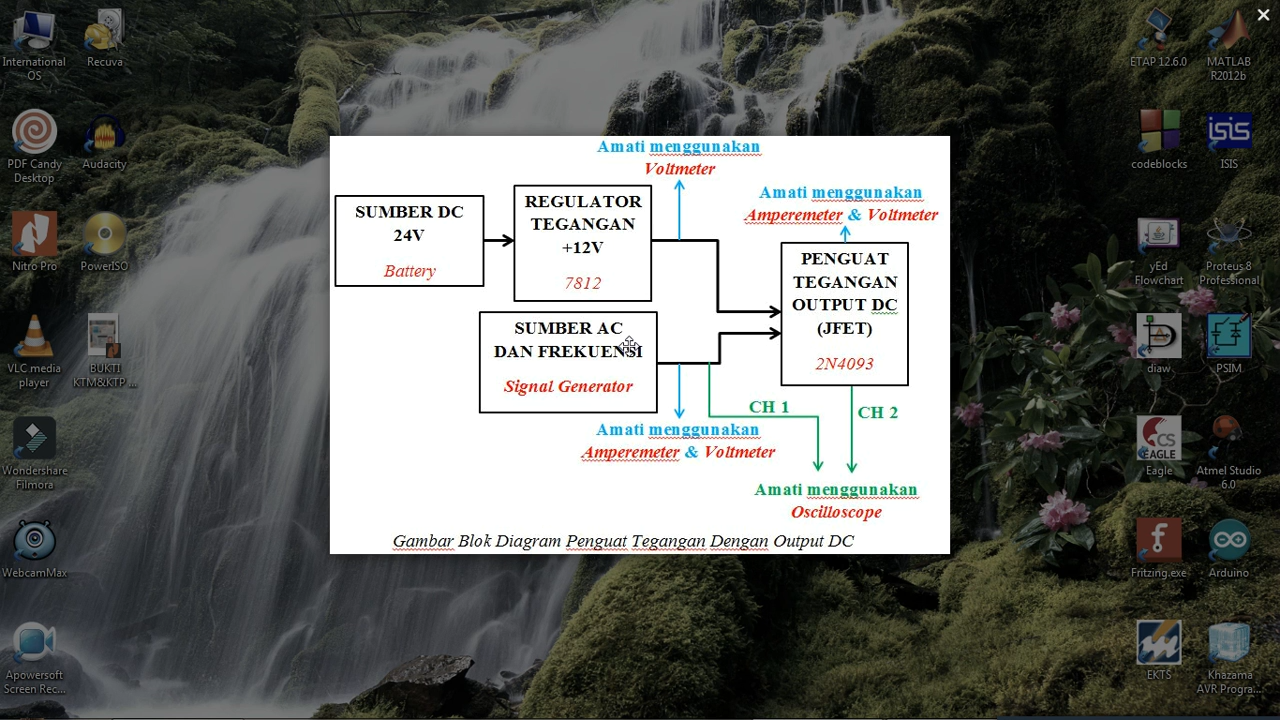 International
OS
Recuva
PDF Candy
Desktop
Audacity
Nitro Pro
PowerISO
VLC media
player
BUKTI
KTM&KTP ...
Wondershare
Filmora
WebcamMax
Apowersoft
Screen Rec...
Amati menggunakan
Voltmeter
SUMBER DC
24V
Battery
REGULATOR
TEGANGAN
+12V
7812
Amati menggunakan
Amperemeter & Voltmeter
PENGUAT
TEGANGAN
OUTPUT DC
(JFET)
2N4093
SUMBER AC
DAN FREKUENSI
Signal Generator
CH 1
CH 2
Amati menggunakan
Amperemeter & Voltmeter
Amati menggunakan
Oscilloscope
Gambar Blok Diagram Penguat Tegangan Dengan Output DC
ETAP 12.6.0
MATLAB
R2012b
codeblocks
ISIS
ISIS
yEd
Flowchart
Proteus 8
Professional
diaw
PSIM
CS
EAGLE
Eagle
Atmel Studio
6.0
Fritzing.exe
Arduino
EKTS
Khazama
AVR Progra...